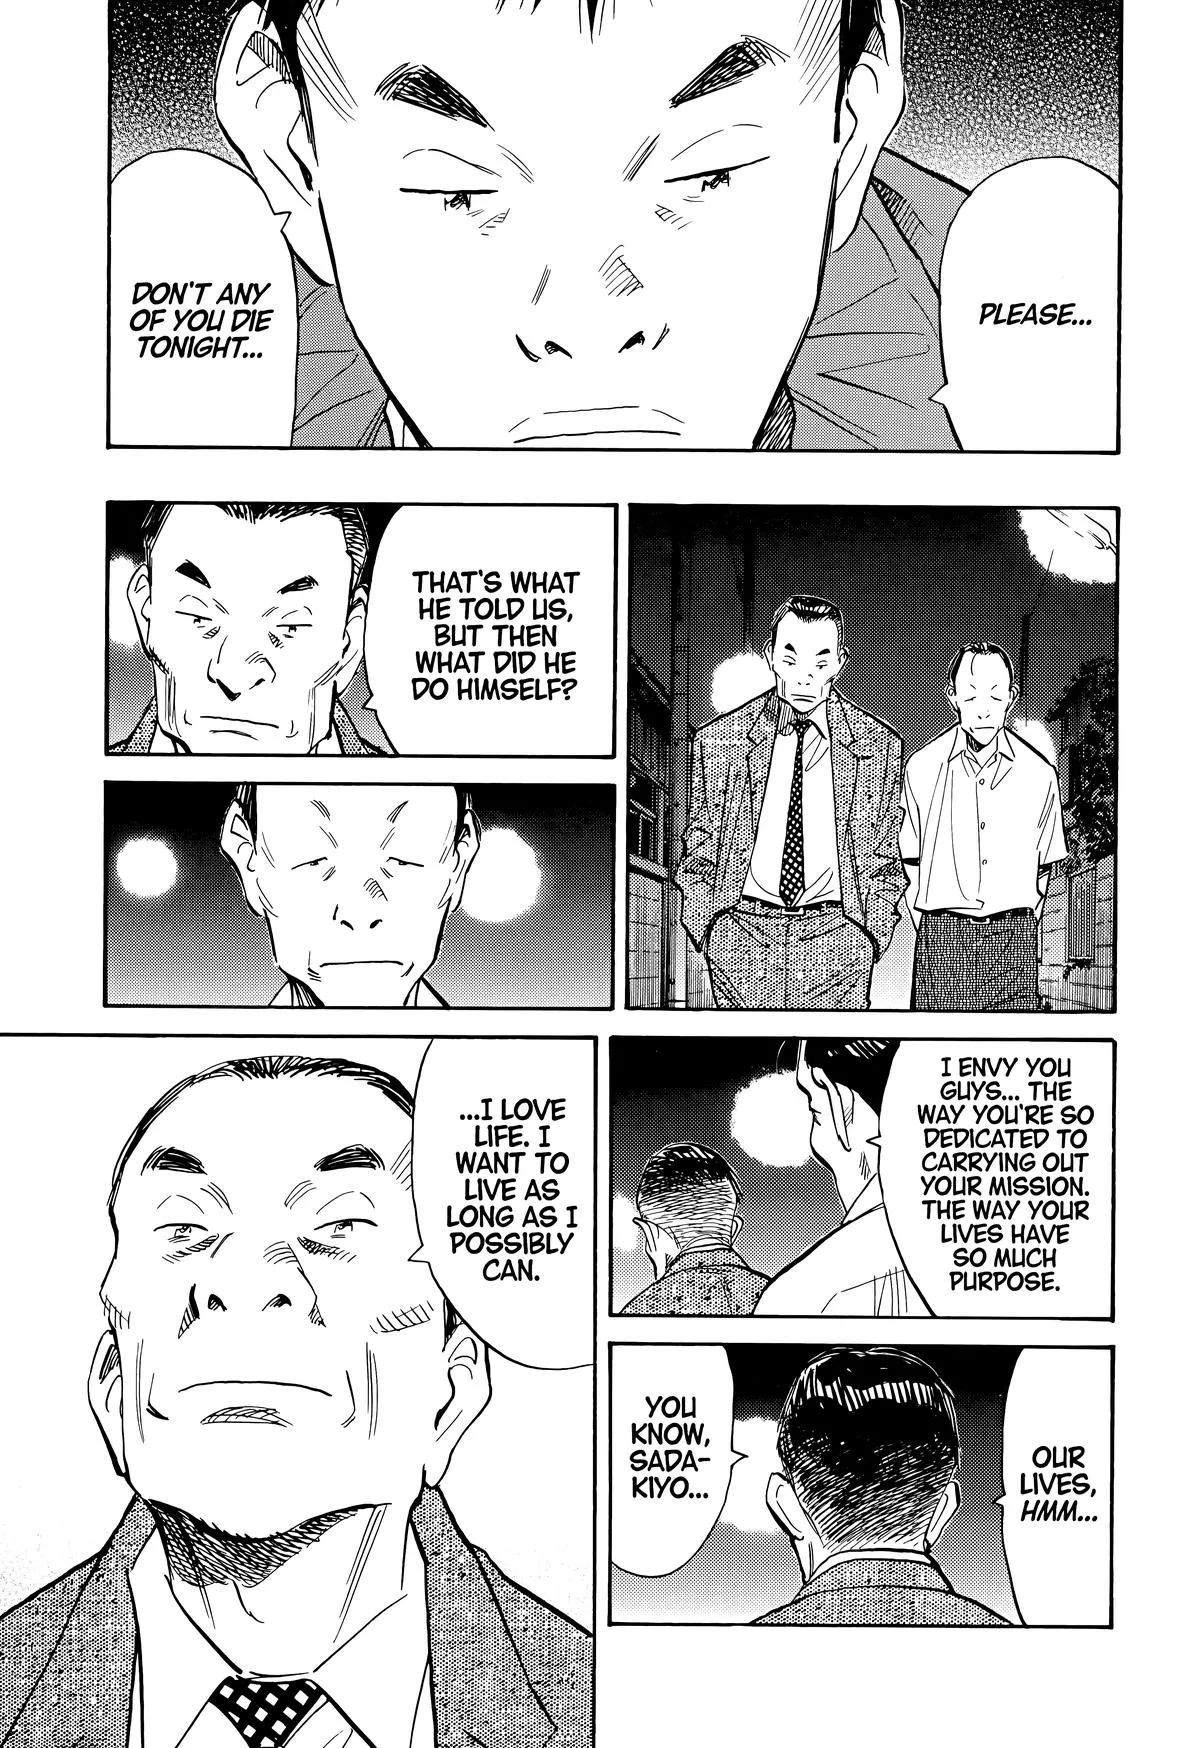 PLEASE...
DON'T ANY
OF YOU DIE
TONIGHT...
THAT'S WHAT
HE TOLD US,
BUT THEN
WHAT DID HE
DO HIMSELF?
I ENVY YOU
GUYS... THE
WAY YOU'RE SO
DEDICATED TO
CARRYING OUT
YOUR MISSION.
THE WAY YOUR
LIVES HAVE
SO MUCH
PURPOSE.
OUR
LIVES,
HMM...
YOU
KNOW,
SADA-
KIYO...
...I LOVE
LIFE. I
WANT TO
LIVE AS
LONG AS I
POSSIBLY
CAN.